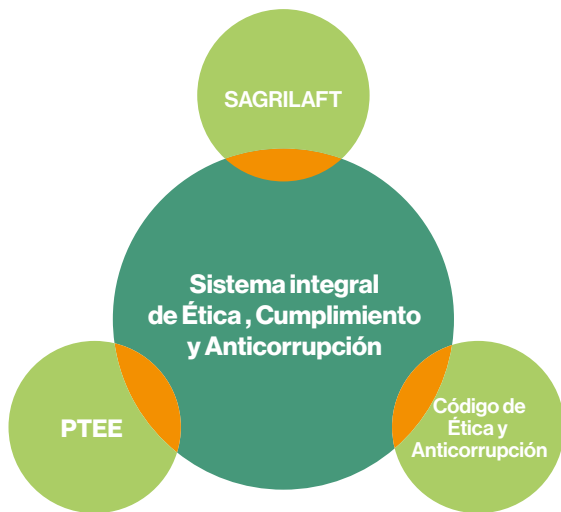 SAGRILAFT
Sistema integral
de Ética , Cumplimiento
y Anticorrupción
PTEE
Código de
Ética y
Anticorrupción